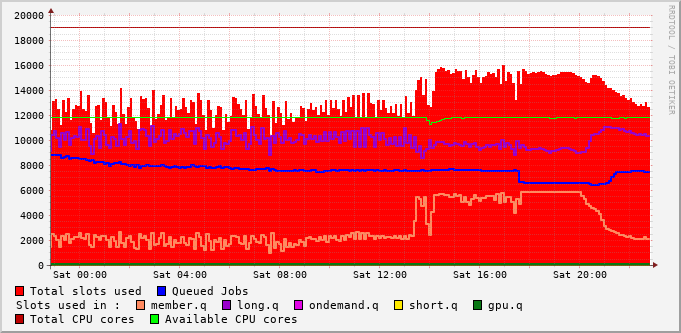 20000
18000
16000
14000
12000
10000
8000
6000
4000
2000
0
Sat 00:00 Sat 04:00 Sat 08:00 Sat 12:00 Sat 16:00 Sat 20:00
RRDTOOL / TOBI OETIKER
Total slots used Queued Jobs
Slots used in : member.q long.q ondemand.q short.q gpu.q
Total CPU cores Available CPU cores